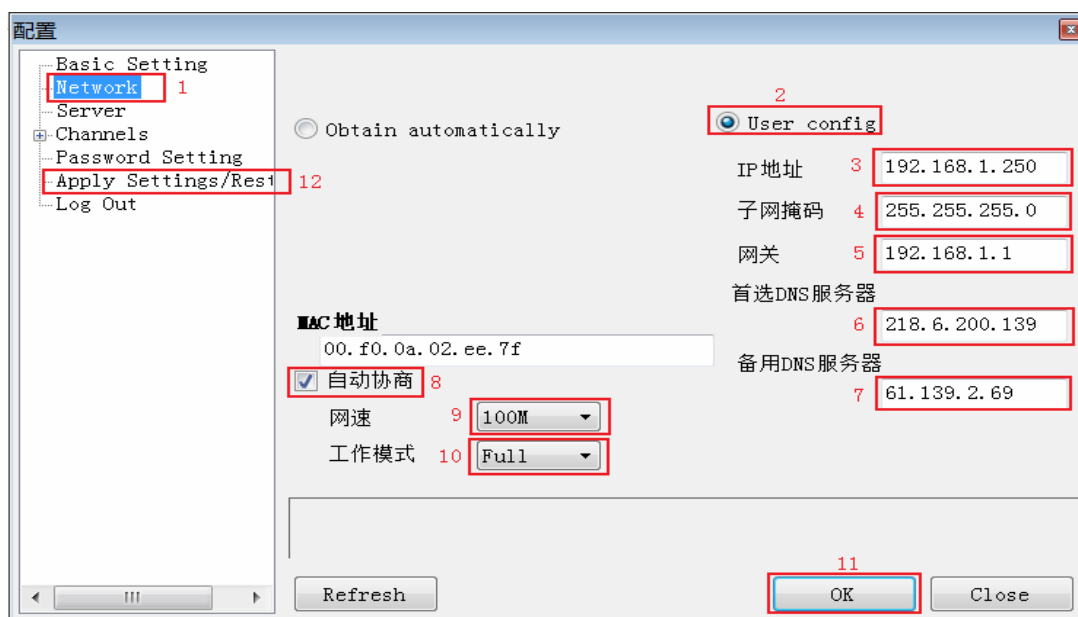 配置
Basic Setting
Network 1
Server
Channels
Password Setting
Apply Settings/Rest 12
Log Out
Obtain automatically
2
User config
IP地址 3 192.168.1.250
子网掩码 4 255.255.255.0
网关 5 192.168.1.1
首选DNS服务器
6 218.6.200.139
备用DNS服务器
7 61.139.2.69
MAC地址
00.f0.0a.02.ee.7f
自动协商 8
网速 9 100M
工作模式 10 Full
Refresh
11
OK
Close